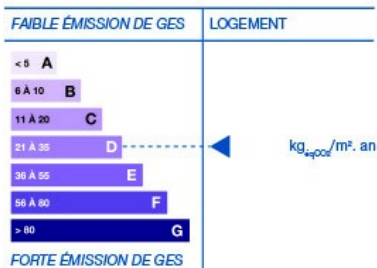 FAIBLE ÉMISSION DE GES LOGEMENT
< 5 A
6 À 10 B
11 À 20 C
21 À 35 D kgéqCO2/m². an
36 À 55 E
56 À 80 F
> 80 G
FORTE ÉMISSION DE GES